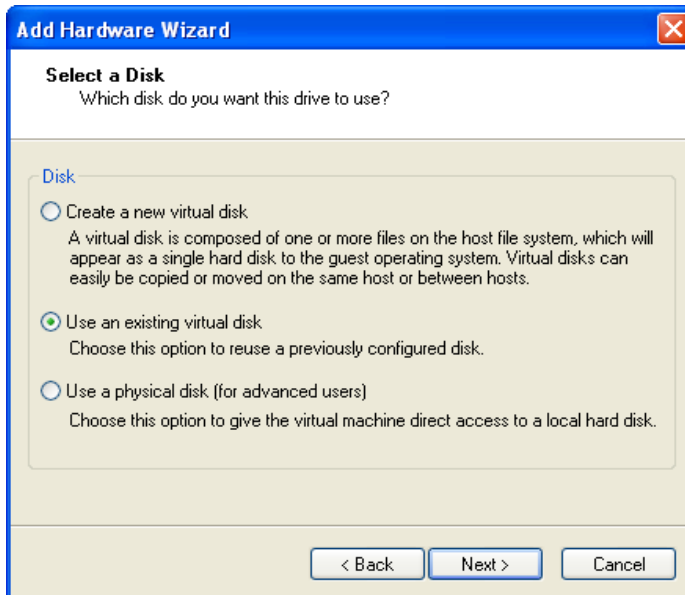 Add Hardware Wizard
Select a Disk
Which disk do you want this drive to use?
Disk
Create a new virtual disk
A virtual disk is composed of one or more files on the host file system, which will
appear as a single hard disk to the guest operating system. Virtual disks can
easily be copied or moved on the same host or between hosts.
Use an existing virtual disk
Choose this option to reuse a previously configured disk.
Use a physical disk (for advanced users)
Choose this option to give the virtual machine direct access to a local hard disk.
< Back Next > Cancel